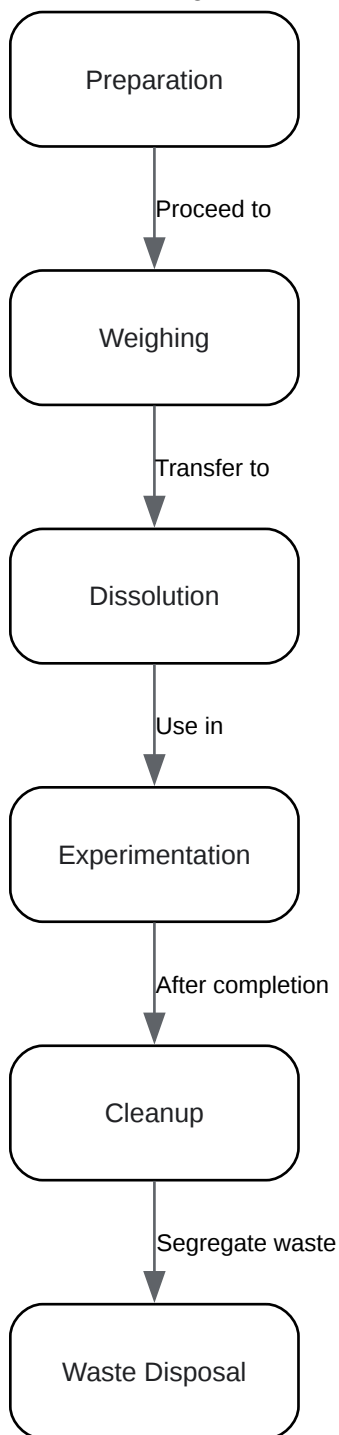 Preparation
Proceed to
Weighing
Transfer to
Dissolution
Use in
Experimentation
After completion
Cleanup
Segregate waste
Waste Disposal